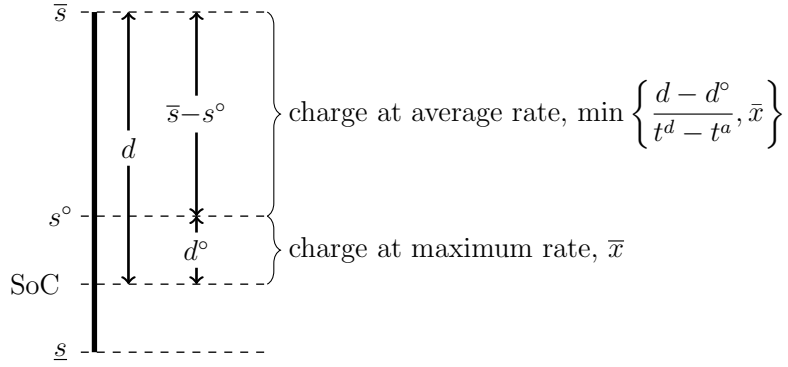 s̅
s̅−s°
charge at average rate, min { (d − d°) / (t^d − t^a), x̄ }
d
s°
d°
charge at maximum rate, x̅
SoC
s̲